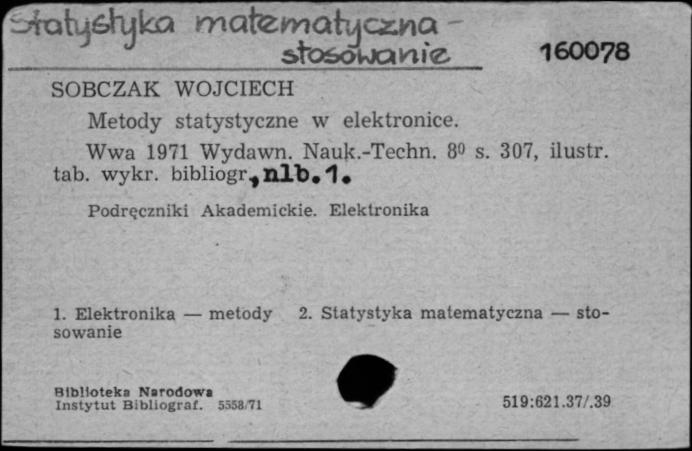 Statystyka matematyczna -
stosowanie 160078
SOBCZAK WOJCIECH
Metody statystyczne w elektronice.
Wwa 1971 Wydawn. Nauk.-Techn. 8⁰ s. 307, ilustr.
tab. wykr. bibliogr., nlb. 1.
Podręczniki Akademickie. Elektronika
1. Elektronika — metody 2. Statystyka matematyczna — sto-
sowanie
Biblioteka Narodowa
Instytut Bibliograf. 5558/71 519:621.37/.39